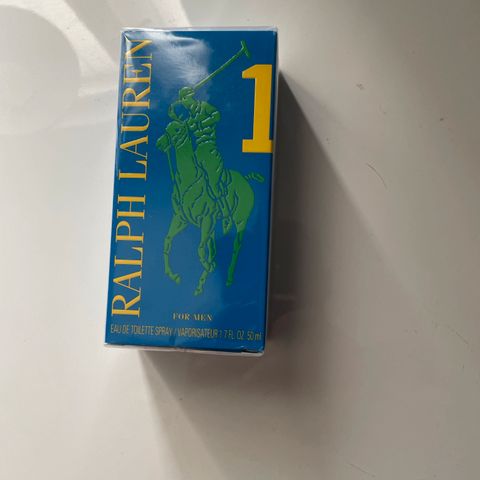 RALPH LAUREN
1
FOR MEN
EAU DE TOILETTE SPRAY / VAPORISATEUR 1.7 FL. OZ. 50 ml